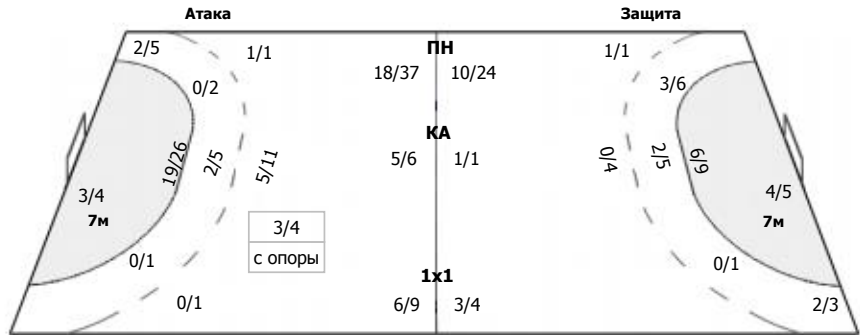 Атака Защита
2/5 1/1 ПН 1/1
18/37 10/24
0/2 3/6
КА
19/26 2/5 5/11 5/6 1/1 0/4 2/5 6/9
3/4 4/5
7м 7м
3/4
с опоры
0/1 0/1
1х1
0/1 6/9 3/4 2/3